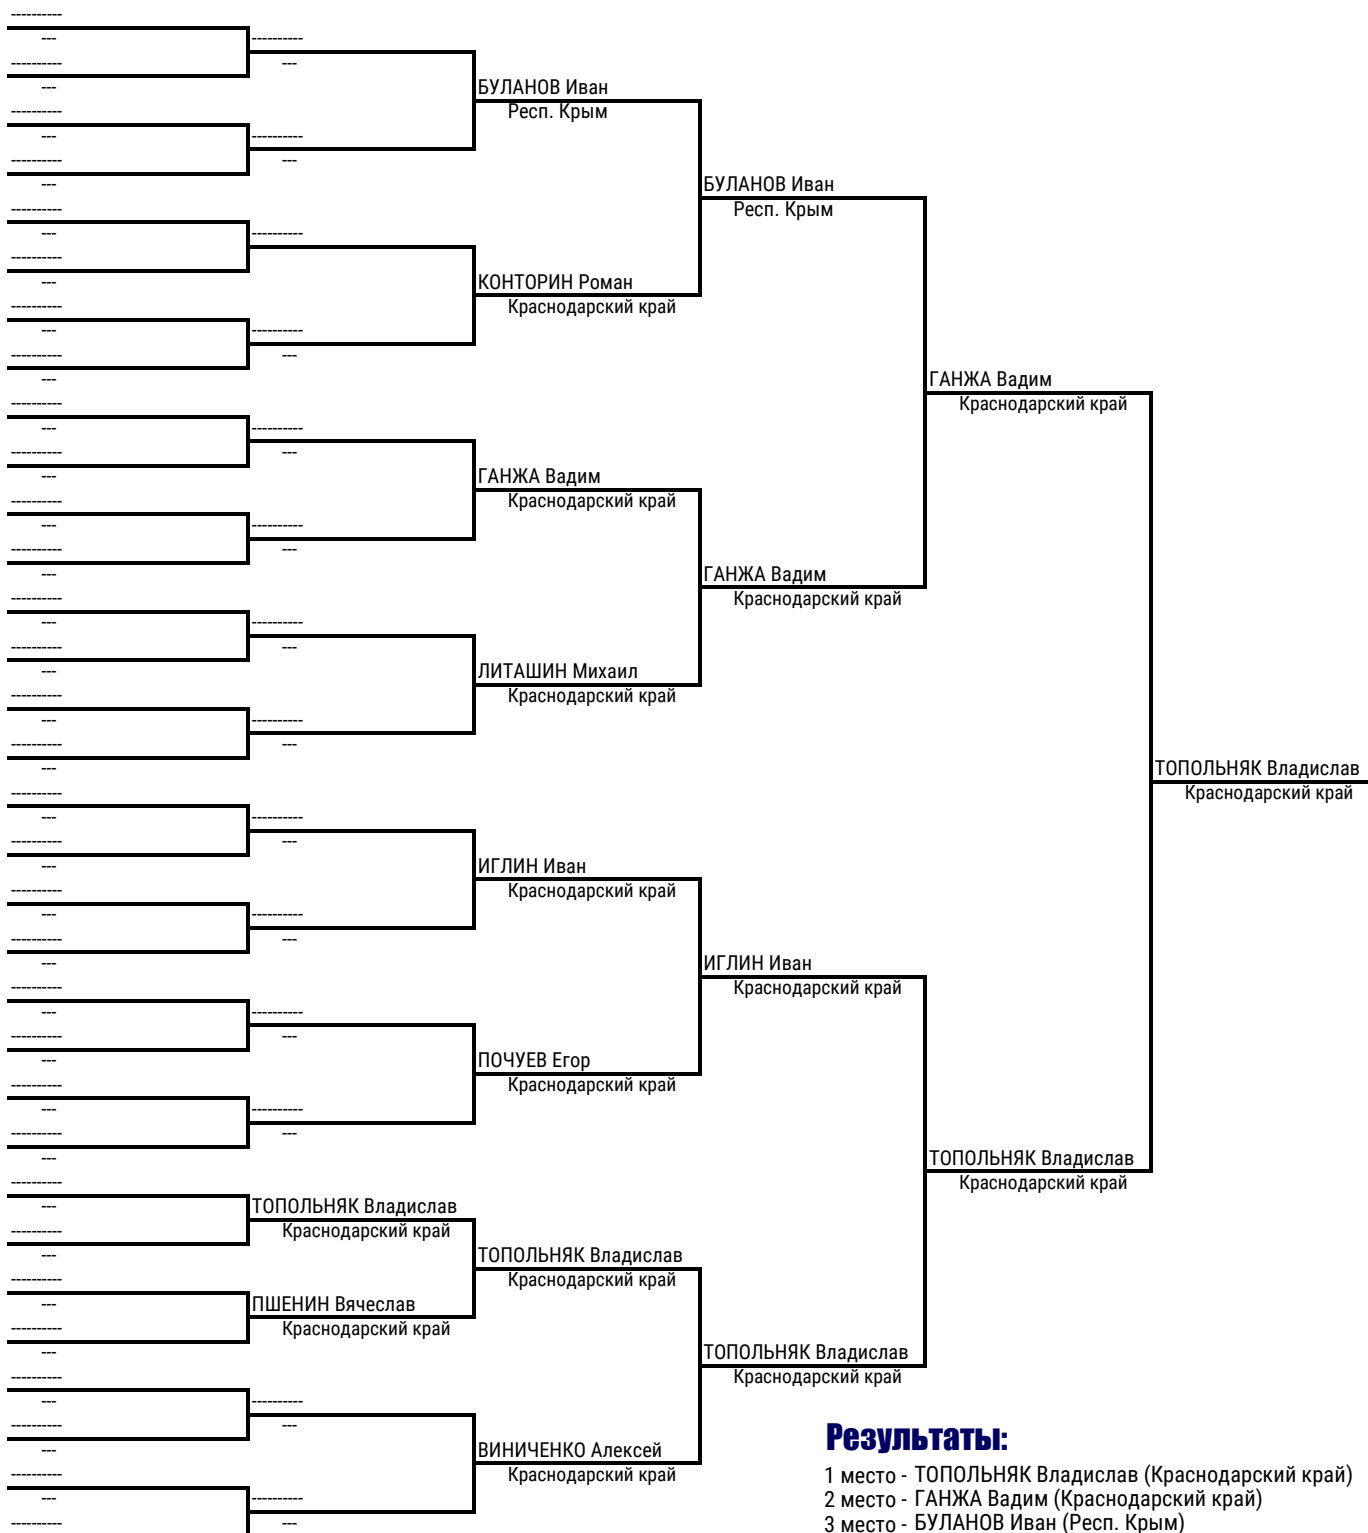 ----------
---
----------
---
----------
---
----------
---
----------
---
----------
---
----------
---
----------
---
----------
---
----------
---
----------
---
----------
---
----------
---
----------
---
----------
---
----------
---
----------
---
----------
---
----------
---
----------
---
----------
---
----------
---
----------
---
----------
---
----------
---
----------
---
----------
---
----------
---
----------
---
----------
---
----------
---
----------
----------
---
----------
---
----------
----------
---
----------
---
----------
---
----------
---
----------
---
----------
---
----------
---
----------
---
----------
---
ТОПОЛЬНЯК Владислав
Краснодарский край
ПШЕНИН Вячеслав
Краснодарский край
----------
---
----------
---
БУЛАНОВ Иван
Респ. Крым
КОНТОРИН Роман
Краснодарский край
ГАНЖА Вадим
Краснодарский край
ЛИТАШИН Михаил
Краснодарский край
ИГЛИН Иван
Краснодарский край
ПОЧУЕВ Егор
Краснодарский край
ТОПОЛЬНЯК Владислав
Краснодарский край
ВИНИЧЕНКО Алексей
Краснодарский край
БУЛАНОВ Иван
Респ. Крым
ГАНЖА Вадим
Краснодарский край
ИГЛИН Иван
Краснодарский край
ТОПОЛЬНЯК Владислав
Краснодарский край
ГАНЖА Вадим
Краснодарский край
ТОПОЛЬНЯК Владислав
Краснодарский край
ТОПОЛЬНЯК Владислав
Краснодарский край
Результаты:
1 место - ТОПОЛЬНЯК Владислав (Краснодарский край)
2 место - ГАНЖА Вадим (Краснодарский край)
3 место - БУЛАНОВ Иван (Респ. Крым)